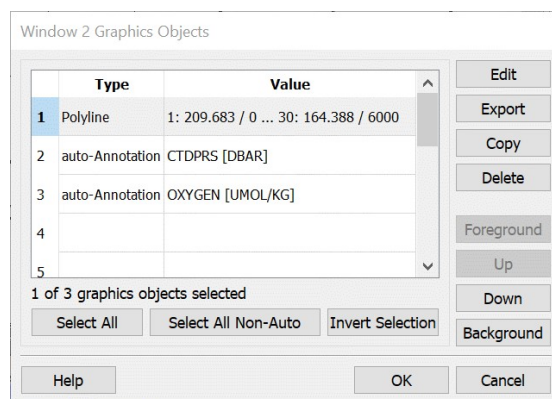 Window 2 Graphics Objects
Type Value
1 Polyline 1: 209.683 / 0 ... 30: 164.388 / 6000
2 auto-Annotation CTDPRS [DBAR]
3 auto-Annotation OXYGEN [UMOL/KG]
4
5
1 of 3 graphics objects selected
Select All Select All Non-Auto Invert Selection
Edit
Export
Copy
Delete
Foreground
Up
Down
Background
Help OK Cancel